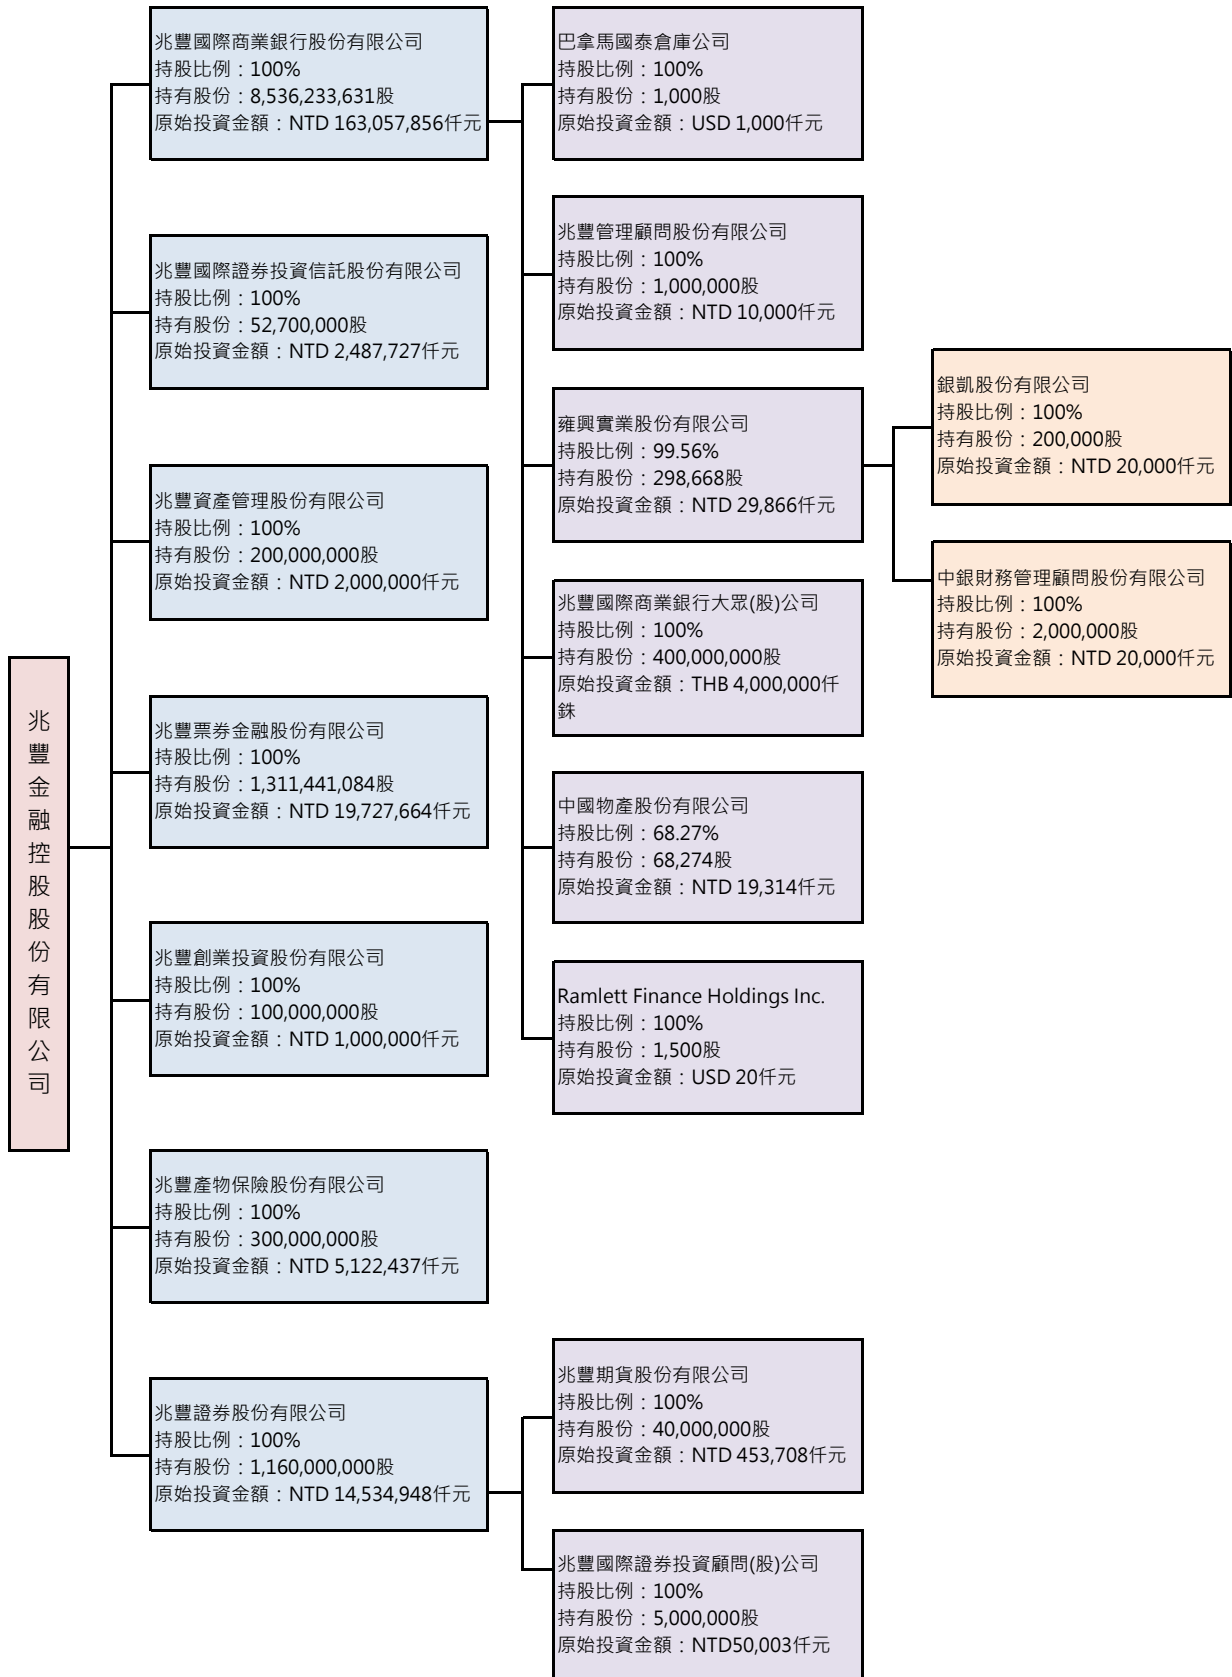 兆豐金融控股股份有限公司
兆豐國際商業銀行股份有限公司
持股比例：100%
持有股份：8,536,233,631股
原始投資金額：NTD 163,057,856仟元
兆豐國際證券投資信託股份有限公司
持股比例：100%
持有股份：52,700,000股
原始投資金額：NTD 2,487,727仟元
兆豐資產管理股份有限公司
持股比例：100%
持有股份：200,000,000股
原始投資金額：NTD 2,000,000仟元
兆豐票券金融股份有限公司
持股比例：100%
持有股份：1,311,441,084股
原始投資金額：NTD 19,727,664仟元
兆豐創業投資股份有限公司
持股比例：100%
持有股份：100,000,000股
原始投資金額：NTD 1,000,000仟元
兆豐產物保險股份有限公司
持股比例：100%
持有股份：300,000,000股
原始投資金額：NTD 5,122,437仟元
兆豐證券股份有限公司
持股比例：100%
持有股份：1,160,000,000股
原始投資金額：NTD 14,534,948仟元
巴拿馬國泰倉庫公司
持股比例：100%
持有股份：1,000股
原始投資金額：USD 1,000仟元
兆豐管理顧問股份有限公司
持股比例：100%
持有股份：1,000,000股
原始投資金額：NTD 10,000仟元
雍興實業股份有限公司
持股比例：99.56%
持有股份：298,668股
原始投資金額：NTD 29,866仟元
兆豐國際商業銀行大眾(股)公司
持股比例：100%
持有股份：400,000,000股
原始投資金額：THB 4,000,000仟
銖
中國物產股份有限公司
持股比例：68.27%
持有股份：68,274股
原始投資金額：NTD 19,314仟元
Ramlett Finance Holdings Inc.
持股比例：100%
持有股份：1,500股
原始投資金額：USD 20仟元
兆豐期貨股份有限公司
持股比例：100%
持有股份：40,000,000股
原始投資金額：NTD 453,708仟元
兆豐國際證券投資顧問(股)公司
持股比例：100%
持有股份：5,000,000股
原始投資金額：NTD50,003仟元
銀凱股份有限公司
持股比例：100%
持有股份：200,000股
原始投資金額：NTD 20,000仟元
中銀財務管理顧問股份有限公司
持股比例：100%
持有股份：2,000,000股
原始投資金額：NTD 20,000仟元